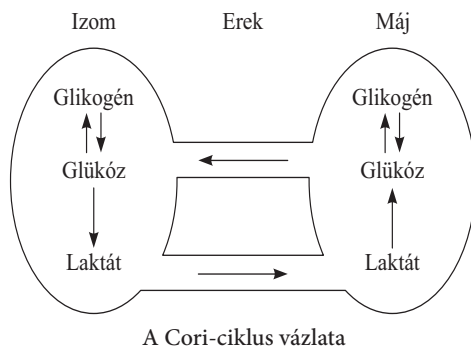 Izom Erek Máj
Glikogén Glikogén
Glükóz Glükóz
Laktát Laktát
A Cori-ciklus vázlata